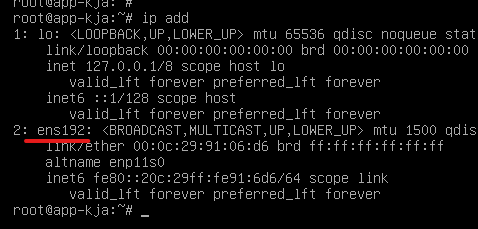 root@app-kja:~#
root@app-kja:~# ip add
1: lo: <LOOPBACK,UP,LOWER_UP> mtu 65536 qdisc noqueue stat
link/loopback 00:00:00:00:00:00 brd 00:00:00:00:00:00
inet 127.0.0.1/8 scope host lo
valid_lft forever preferred_lft forever
inet6 ::1/128 scope host
valid_lft forever preferred_lft forever
2: ens192: <BROADCAST,MULTICAST,UP,LOWER_UP> mtu 1500 qdis
link/ether 00:0c:29:91:06:d6 brd ff:ff:ff:ff:ff:ff
altname enp11s0
inet6 fe80::20c:29ff:fe91:6d6/64 scope link
valid_lft forever preferred_lft forever
root@app-kja:~# _